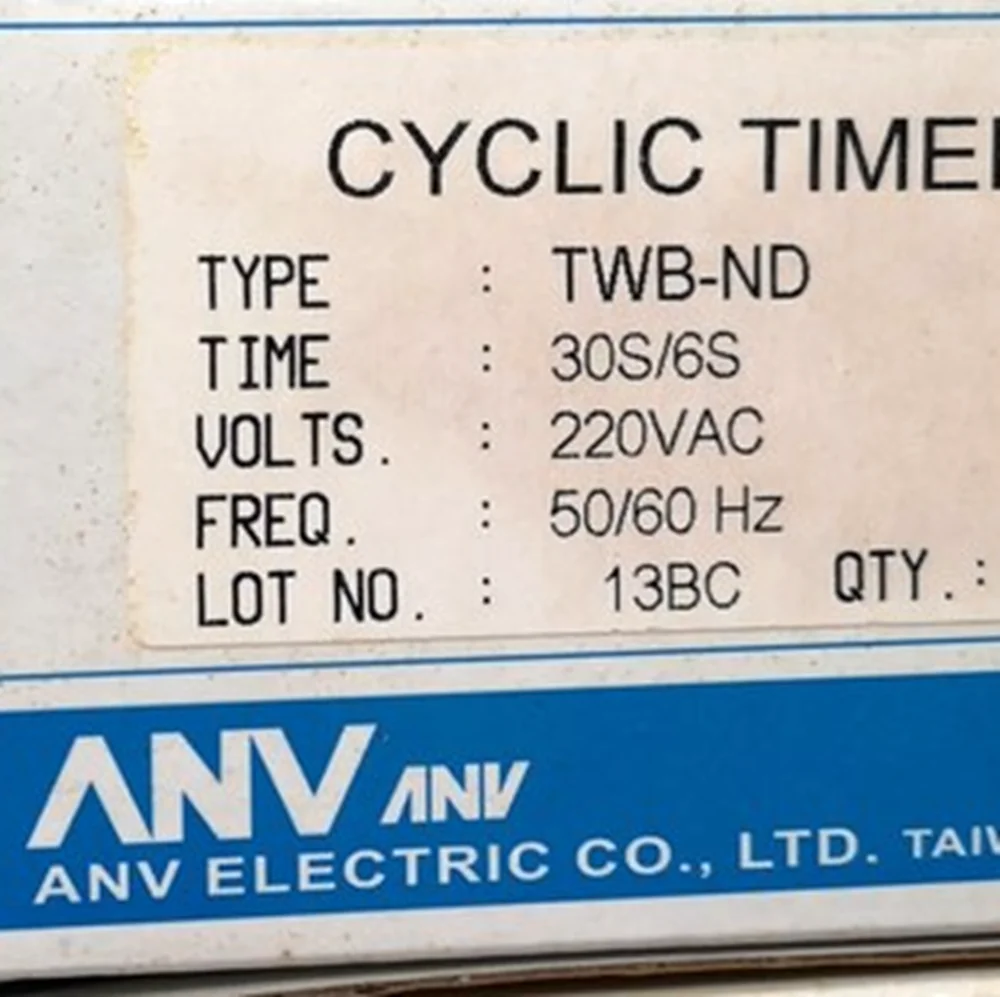 CYCLIC TIME
TYPE : TWB-ND
TIME : 30S/6S
VOLTS. : 220VAC
FREQ. : 50/60 Hz
LOT NO. : 13BC QTY. :
ANV ANV
ANV ELECTRIC CO., LTD. TAIW